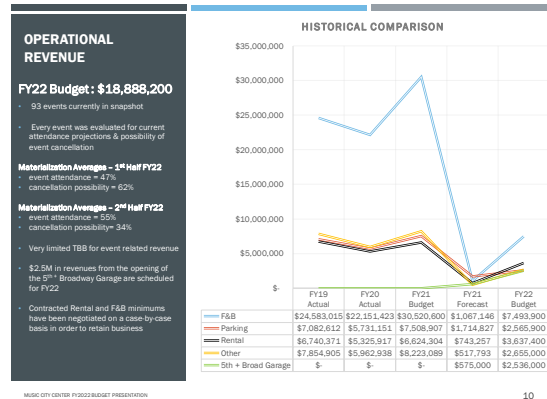 OPERATIONAL
REVENUE
FY22 Budget : $18,888,200
• 93 events currently in snapshot
• Every event was evaluated for current
attendance projections & possibility of
event cancellation
Materialization Averages – 1st Half FY22
• event attendance = 47%
• cancellation possibility = 62%
Materialization Averages – 2nd Half FY22
• event attendance = 55%
• cancellation possibility= 34%
• Very limited TBB for event related revenue
• $2.5M in revenues from the opening of
the 5th + Broadway Garage are scheduled
for FY22
• Contracted Rental and F&B minimums
have been negotiated on a case-by-case
basis in order to retain business
HISTORICAL COMPARISON
$35,000,000
$30,000,000
$25,000,000
$20,000,000
$15,000,000
$10,000,000
$5,000,000
$-
FY19 FY20 FY21 FY21 FY22
Actual Actual Budget Forecast Budget
F&B $24,583,015 $22,151,423 $30,520,600 $1,067,146 $7,493,900
Parking $7,082,612 $5,731,151 $7,508,907 $1,714,827 $2,565,900
Rental $6,740,371 $5,325,917 $6,624,304 $743,257 $3,637,400
Other $7,854,905 $5,962,938 $8,223,089 $517,793 $2,655,000
5th + Broad Garage $- $- $- $575,000 $2,536,000
MUSIC CITY CENTER FY2022 BUDGET PRESENTATION
10